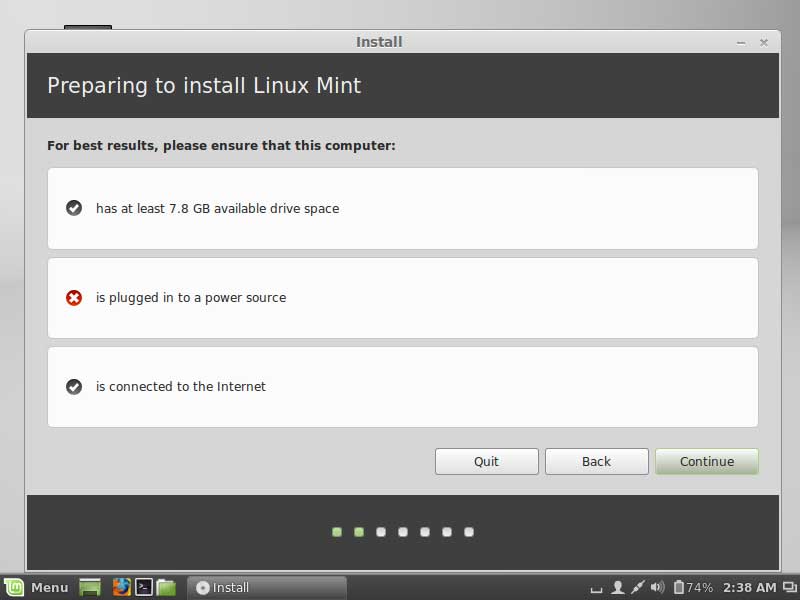 Install
Preparing to install Linux Mint
For best results, please ensure that this computer:
has at least 7.8 GB available drive space
is plugged in to a power source
is connected to the Internet
Quit Back Continue
Menu Install 74% 2:38 AM